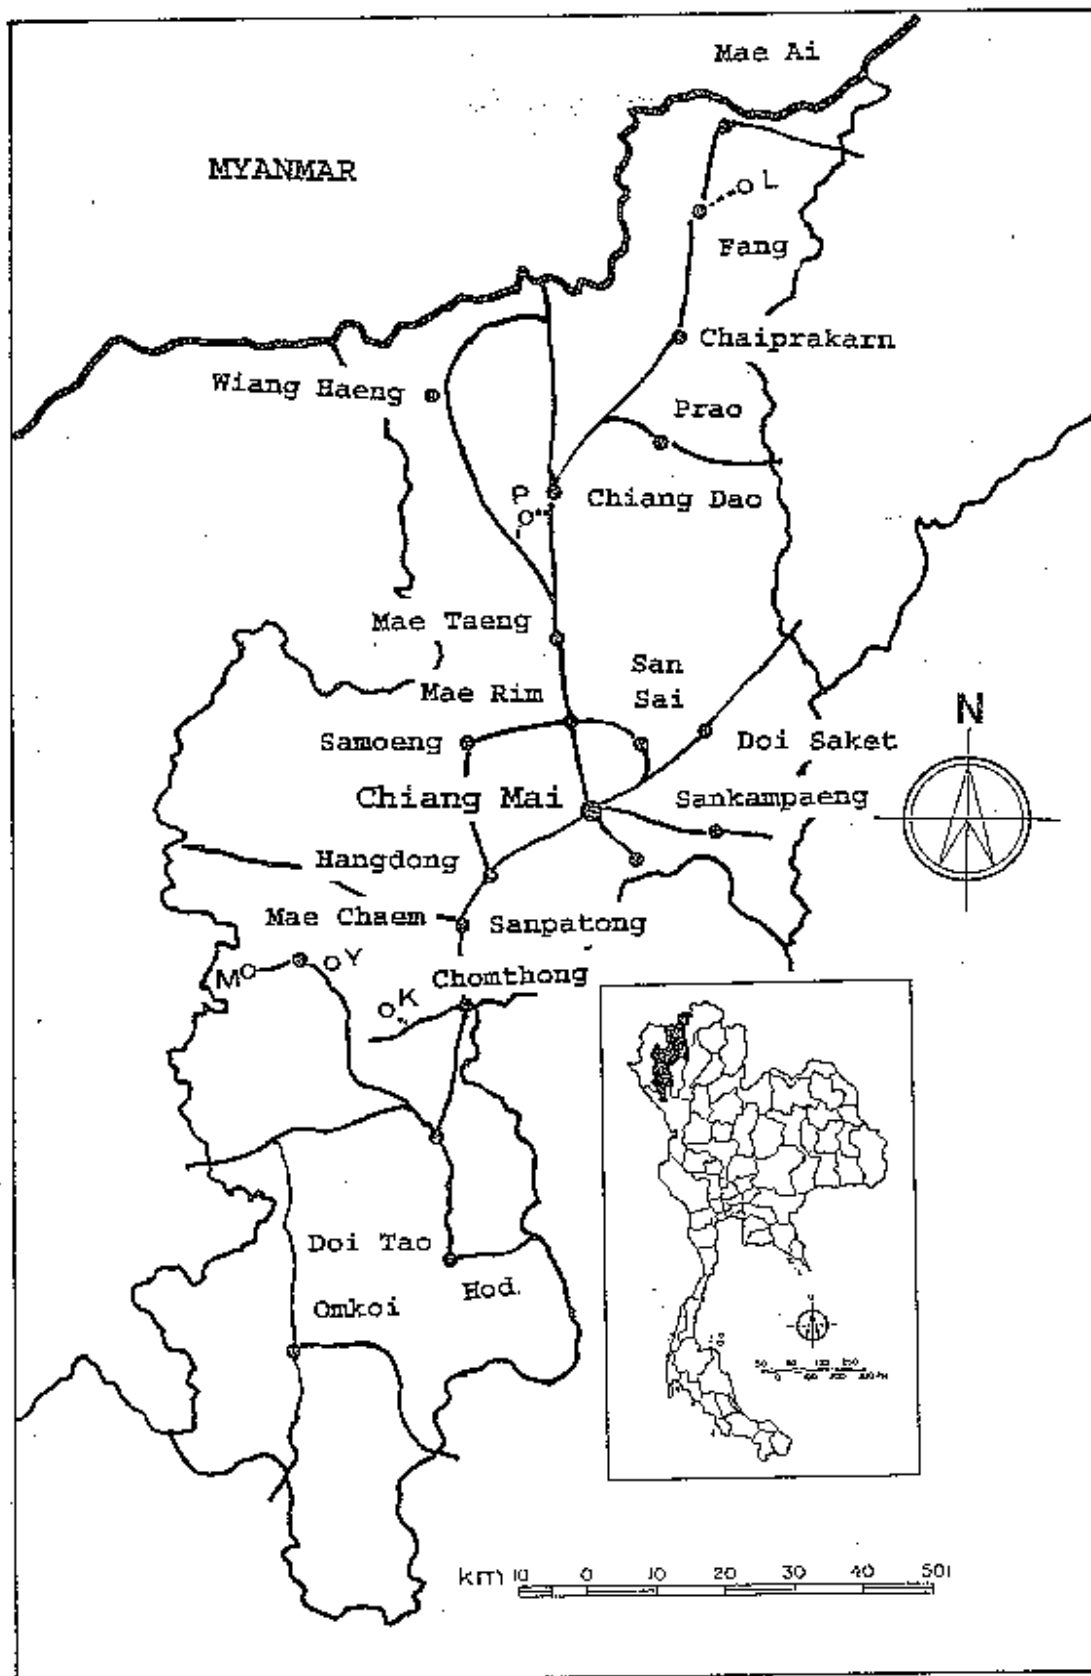 Mae Ai
MYANMAR
L
Fang
Chaiprakarn
Wiang Haeng
Prao
P
Chiang Dao
Mae Taeng
San
Sai
Mae Rim
N
Samoeng
Doi Saket
Chiang Mai
Sankampaeng
Hangdong
Mae Chaem
Sanpatong
M
Y
Chomthong
K
Doi Tao
Hod.
Omkoi
km 10 0 10 20 30 40 501